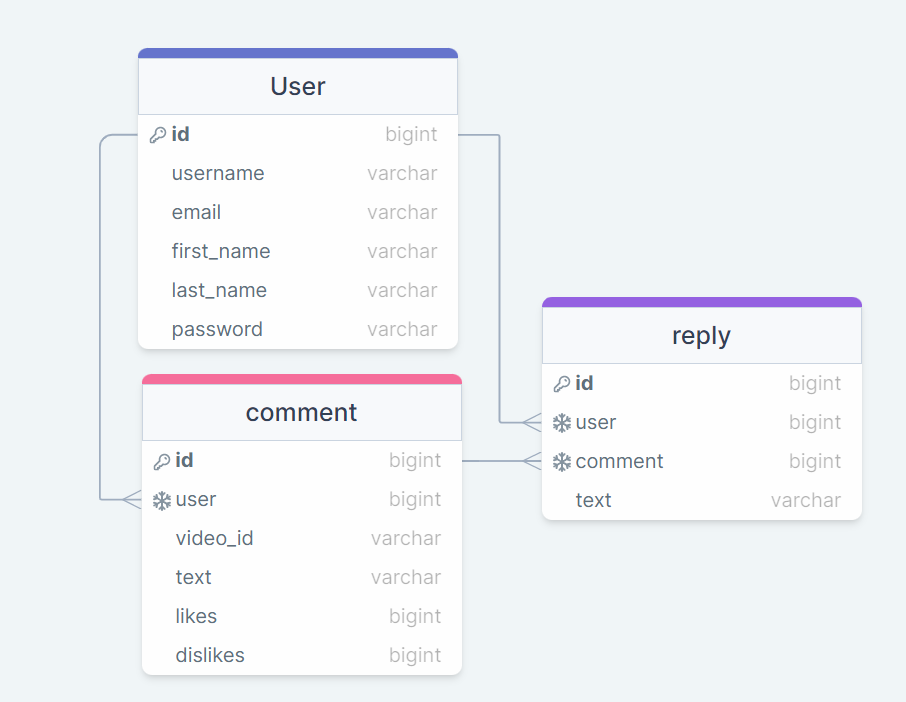 User
id bigint
username varchar
email varchar
first_name varchar
last_name varchar
password varchar
comment
id bigint
user bigint
video_id varchar
text varchar
likes bigint
dislikes bigint
reply
id bigint
user bigint
comment bigint
text varchar